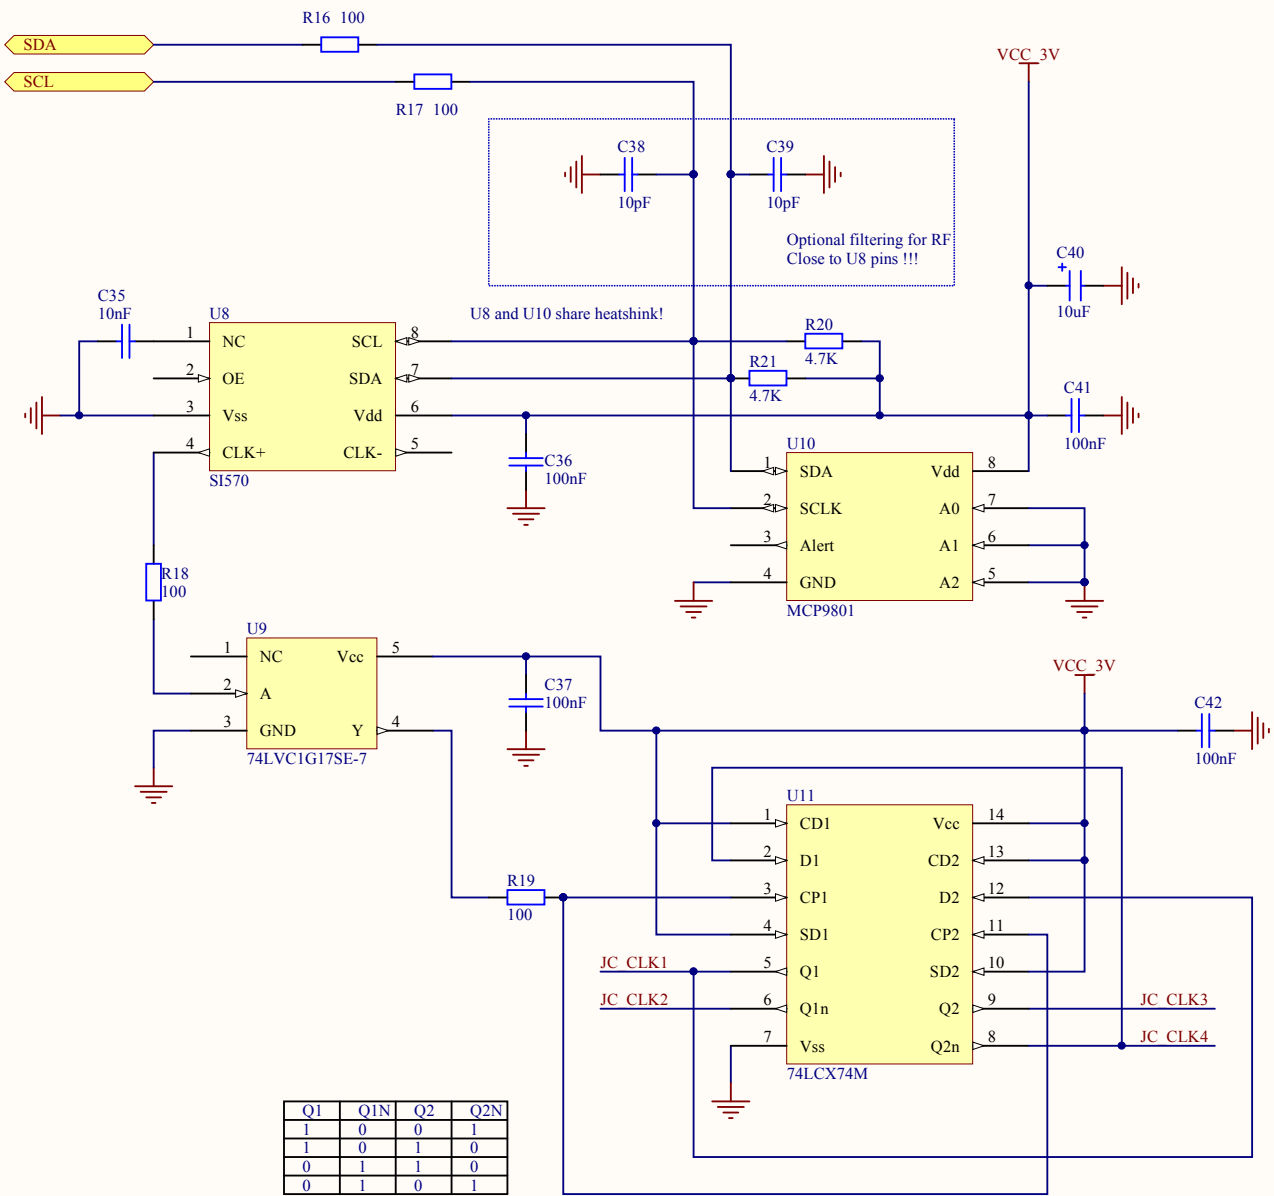 R16 100
SDA
SCL
R17 100
VCC_3V
C38
10pF
C39
10pF
Optional filtering for RF
Close to U8 pins !!!
C40
+
10uF
C35
10nF
U8
U8 and U10 share heatshink!
1 NC SCL 8
2 OE SDA 7
3 Vss Vdd 6
4 CLK+ CLK- 5
SI570
R20
4.7K
R21
4.7K
C41
100nF
C36
100nF
U10
1 SDA Vdd 8
2 SCLK A0 7
3 Alert A1 6
4 GND A2 5
MCP9801
R18
100
U9
1 NC Vcc 5
2 A
3 GND Y 4
74LVC1G17SE-7
C37
100nF
VCC_3V
C42
100nF
U11
1 CD1 Vcc 14
2 D1 CD2 13
3 CP1 D2 12
4 SD1 CP2 11
5 Q1 SD2 10
6 Q1n Q2 9
7 Vss Q2n 8
74LCX74M
R19
100
JC_CLK1
JC_CLK2
JC_CLK3
JC_CLK4
Q1 Q1N Q2 Q2N
1 0 0 1
1 0 1 0
0 1 1 0
0 1 0 1